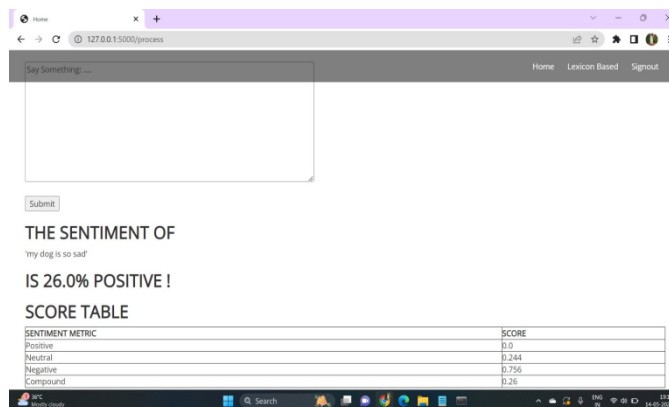 Home
127.0.0.1:5000/process
Say Something: ....
Home Lexicon Based Signout
Submit
THE SENTIMENT OF
'my dog is so sad'
IS 26.0% POSITIVE !
SCORE TABLE
SENTIMENT METRIC SCORE
Positive 0.0
Neutral 0.244
Negative 0.756
Compound 0.26
36°C
Mostly cloudy
Search
ENG
IN